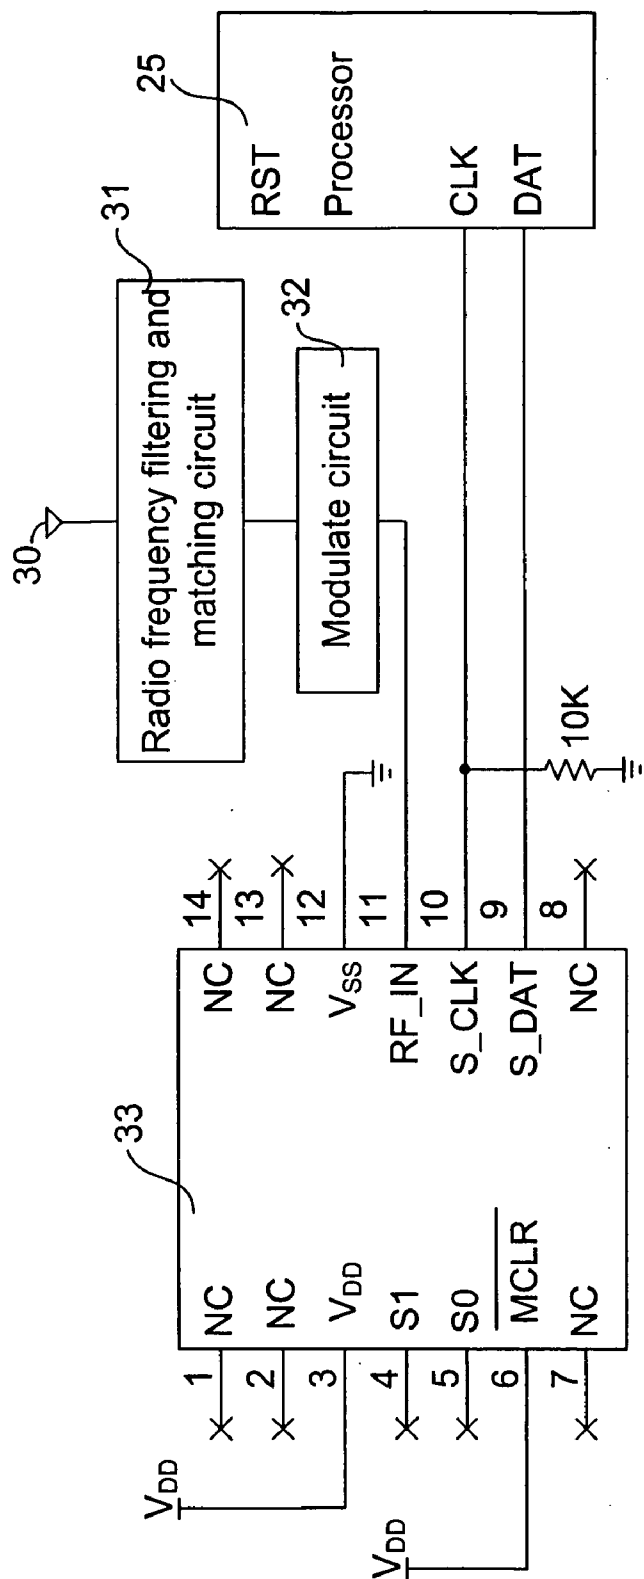 30
31
Radio frequency filtering and
matching circuit
32
Modulate circuit
25
RST
Processor
CLK
DAT
33
1
NC
2
NC
3
VDD
4
S1
5
S0
6
MCLR
7
NC
VDD
VDD
14
NC
13
NC
12
VSS
11
RF_IN
10
S_CLK
9
S_DAT
8
NC
10K